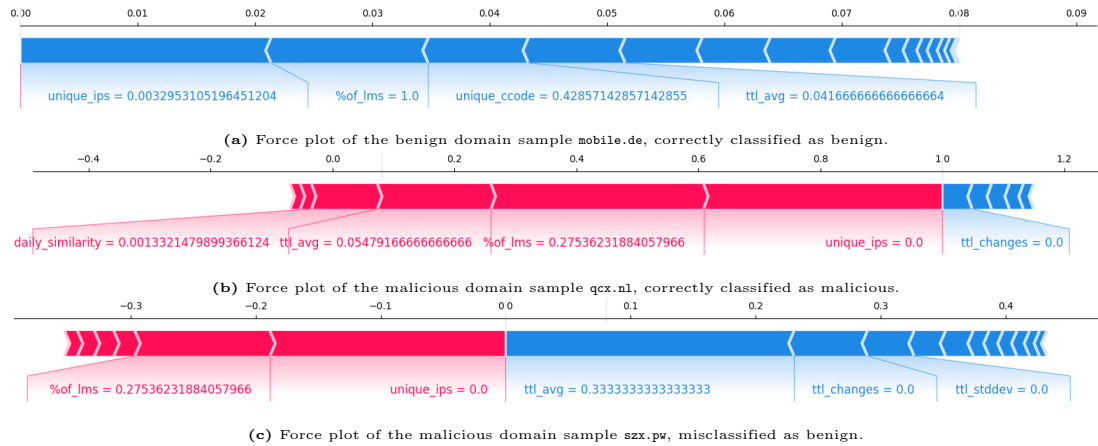 0.00 0.01 0.02 0.03 0.04 0.05 0.06 0.07 0.08 0.09
unique_ips = 0.0032953105196451204 %of_lms = 1.0 unique_ccode = 0.42857142857142855 ttl_avg = 0.041666666666666664
(a) Force plot of the benign domain sample mobile.de, correctly classified as benign.
−0.4 −0.2 0.0 0.2 0.4 0.6 0.8 1.0 1.2
daily_similarity = 0.0013321479899366124 ttl_avg = 0.05479166666666666 %of_lms = 0.27536231884057966 unique_ips = 0.0 ttl_changes = 0.0
(b) Force plot of the malicious domain sample qcx.nl, correctly classified as malicious.
−0.3 −0.2 −0.1 0.0 0.1 0.2 0.3 0.4
%of_lms = 0.27536231884057966 unique_ips = 0.0 ttl_avg = 0.3333333333333333 ttl_changes = 0.0 ttl_stddev = 0.0
(c) Force plot of the malicious domain sample szx.pw, misclassified as benign.